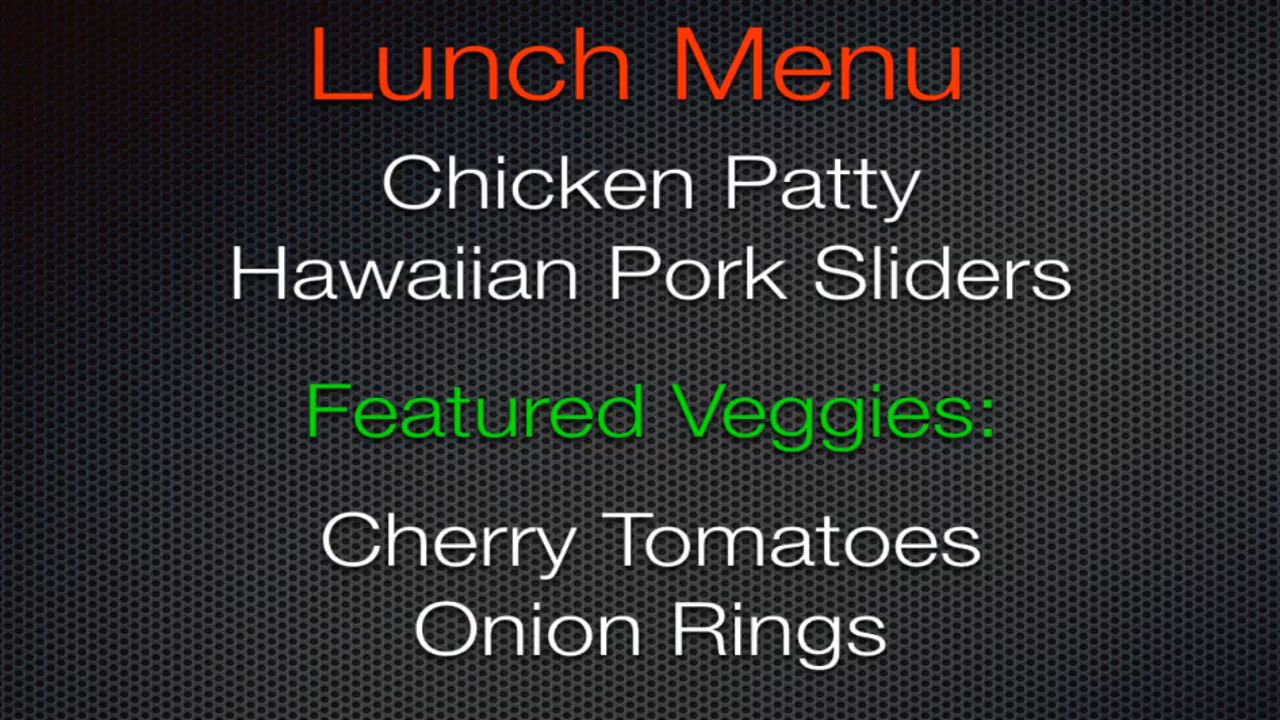 Lunch Menu
Chicken Patty
Hawaiian Pork Sliders
Featured Veggies:
Cherry Tomatoes
Onion Rings